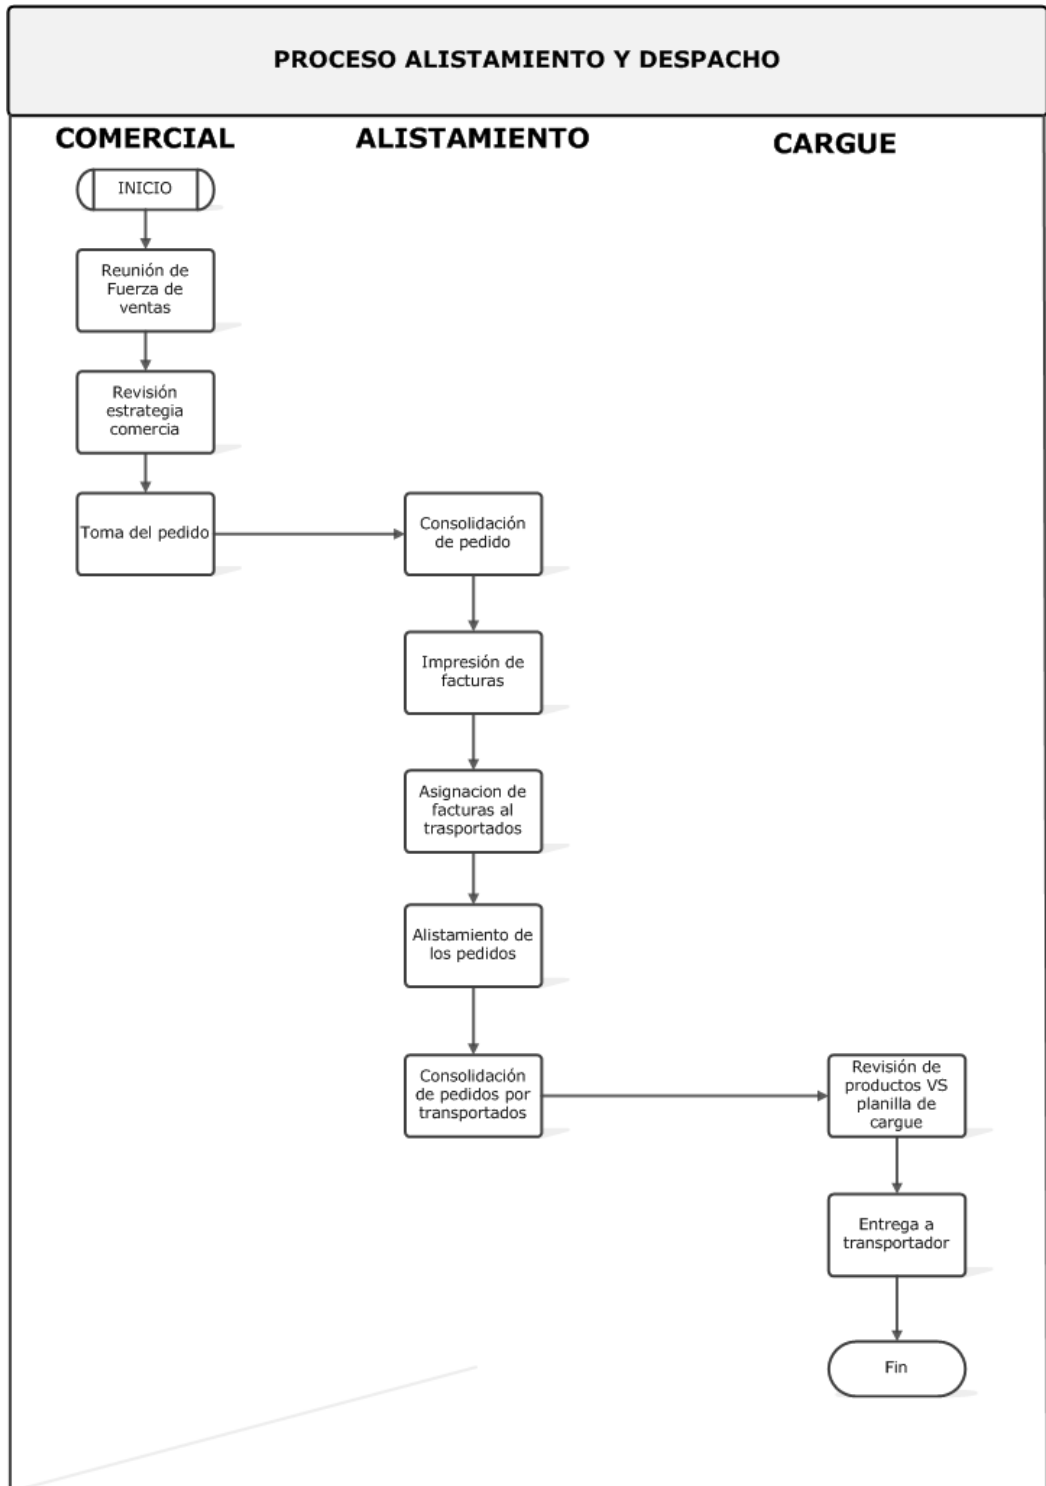 PROCESO ALISTAMIENTO Y DESPACHO
COMERCIAL
ALISTAMIENTO
CARGUE
INICIO
Reunión de
Fuerza de
ventas
Revisión
estrategia
comercia
Toma del pedido
Consolidación
de pedido
Impresión de
facturas
Asignacion de
facturas al
trasportados
Alistamiento de
los pedidos
Consolidación
de pedidos por
transportados
Revisión de
productos VS
planilla de
cargue
Entrega a
transportador
Fin